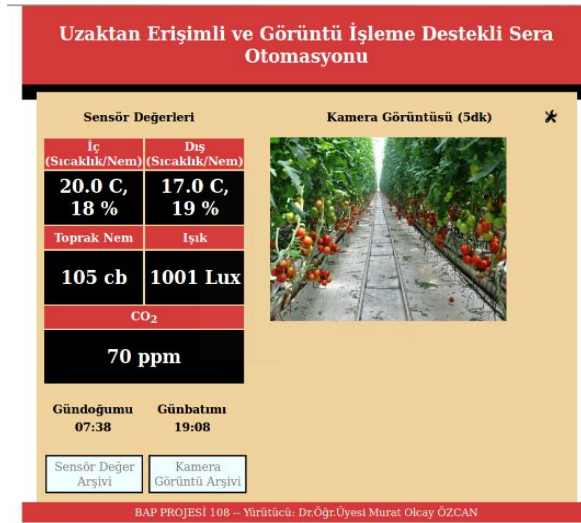 Uzaktan Erişimli ve Görüntü İşleme Destekli Sera
Otomasyonu
Sensör Değerleri
Kamera Görüntüsü (5dk)
İç
(Sıcaklık/Nem)
Dış
(Sıcaklık/Nem)
20.0 C,
18 %
17.0 C,
19 %
Toprak Nem
Işık
105 cb
1001 Lux
CO₂
70 ppm
Gündoğumu
07:38
Günbatımı
19:08
Sensör Değer
Arşivi
Kamera
Görüntü Arşivi
BAP PROJESİ 108 -- Yürütücü: Dr.Öğr.Üyesi Murat Olcay ÖZCAN